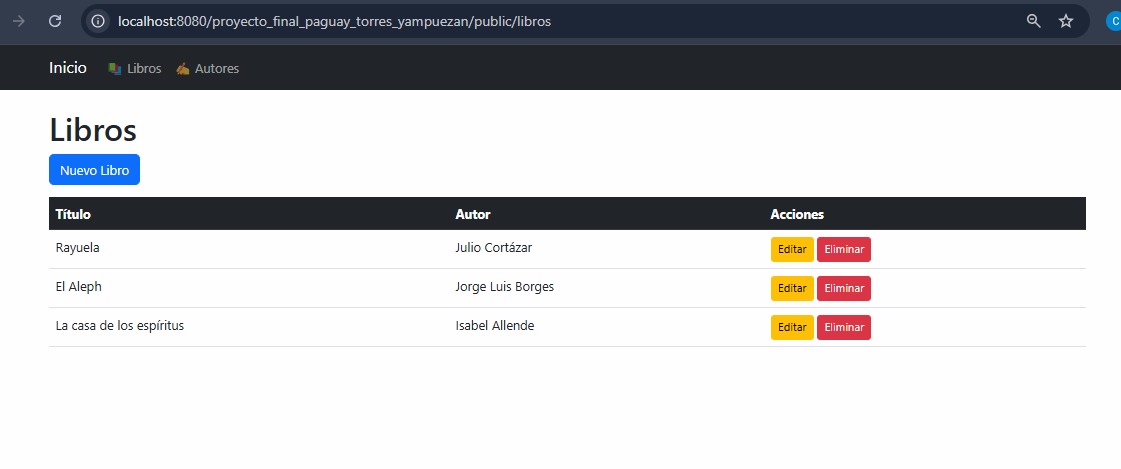 localhost:8080/proyecto_final_paguay_torres_yampuezan/public/libros
C
Inicio Libros Autores
Libros
Nuevo Libro
Título Autor Acciones
Rayuela Julio Cortázar Editar Eliminar
El Aleph Jorge Luis Borges Editar Eliminar
La casa de los espíritus Isabel Allende Editar Eliminar